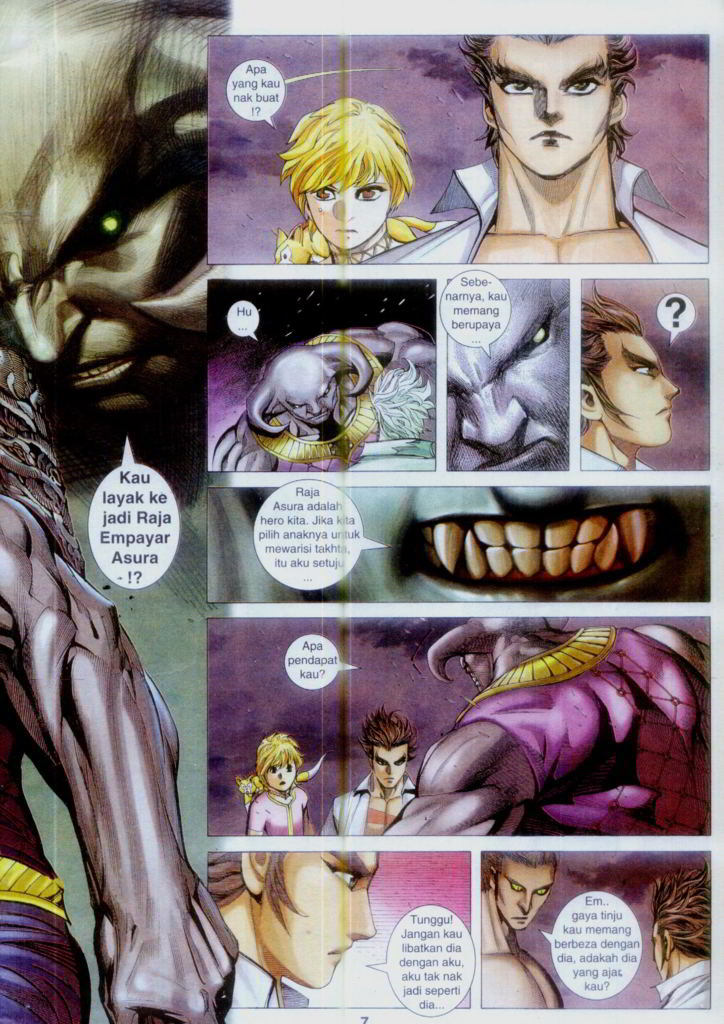 Apa
yang kau
nak buat
!?
Hu
...
Sebe-
narnya, kau
memang
berupaya
...
?
Kau
layak ke
jadi Raja
Empayar
Asura
- !?
Raja
Asura adalah
hero kita. Jika kita
pilih anaknya untuk
mewarisi takhta,
itu aku setuju
...
Apa
pendapat
kau?
Tunggu!
Jangan kau
libatkan dia
dengan aku,
aku tak nak
jadi seperti
dia...
Em..
gaya tinju
kau memang
berbeza dengan
dia, adakah dia
yang ajar
kau?
7